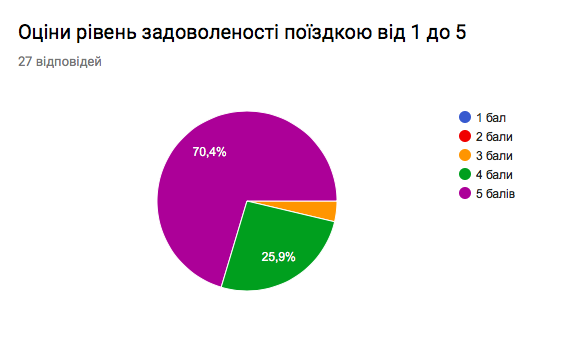 Оціни рівень задоволеності поїздкою від 1 до 5
27 відповідей
1 бал
2 бали
3 бали
4 бали
5 балів
70,4%
25,9%